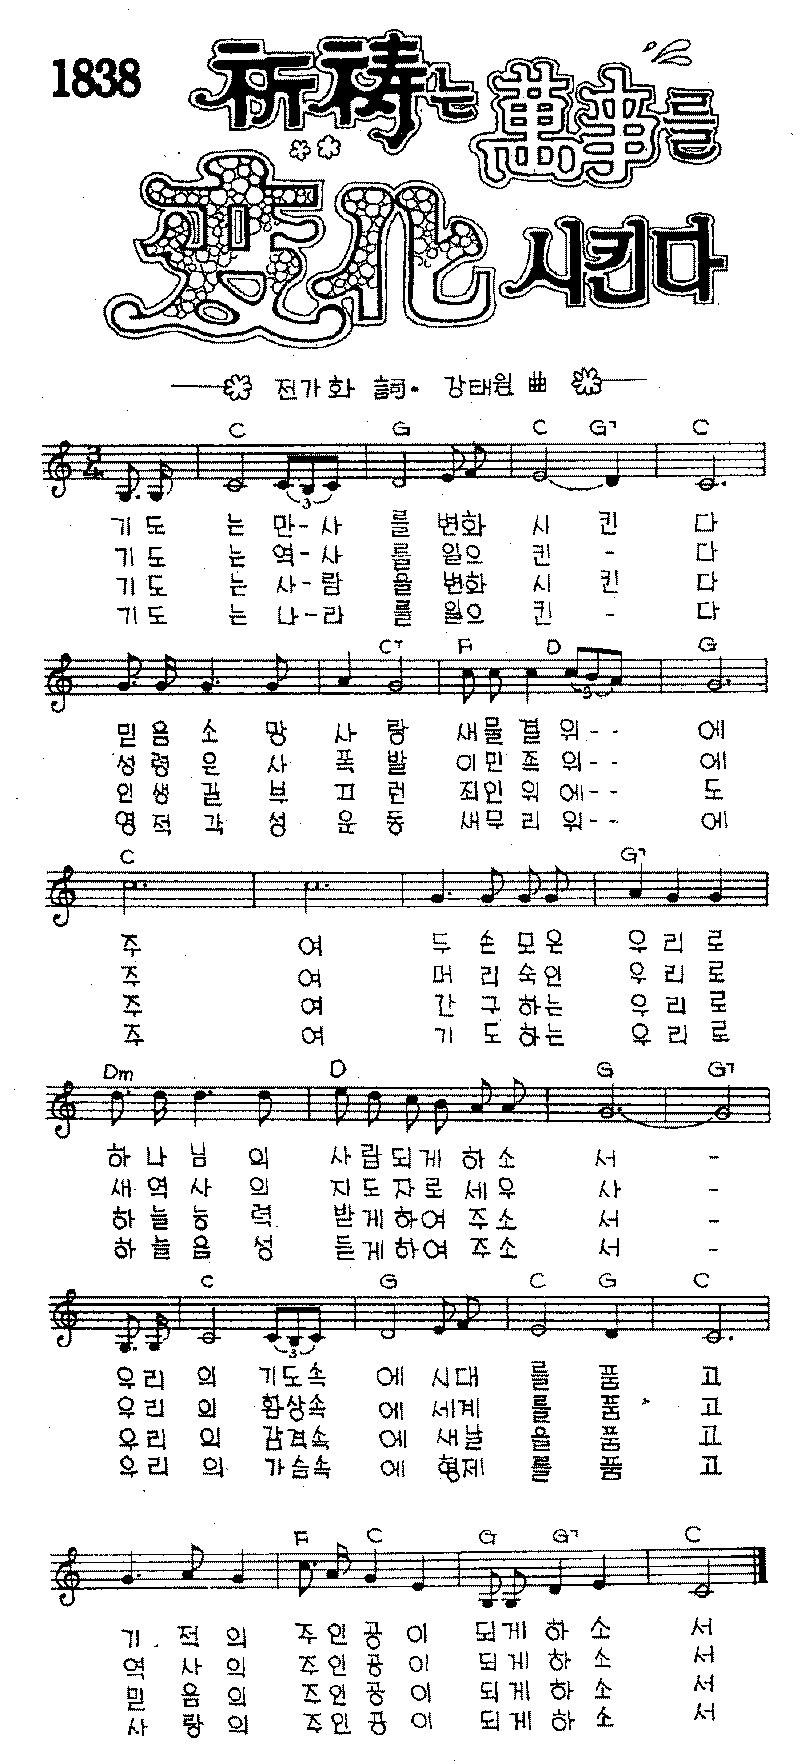 1838
祈祷는 萬事를
変化 시킨다
전가화 詞. 강태원 曲
C G C G7 C
3
4
3
기도 는 만-사 를 변화 시 킨 다
기도 는 역-사 를 일으 킨 - 다
기도 는 사-람 을 변화 시 킨 다
기도 는 나-라 를 일으 킨 - 다
C7 F D G
3
믿음소 망 사 랑 새물결위-- 에
성령은 사 폭 발 이민족의-- 에
인생길 부 끄 런 죄인위에-- 도
영적각 성 운 동 새무리위-- 에
C G7
주 여 두 손모은 우리로
주 여 머 리숙인 우리로
주 여 간 구하는 우리로
주 여 기 도하는 우리로
Dm D G G7
하나님 의 사람되게 하소 서 -
새역사 의 지도자로 세우 사 -
하늘능 력 받게하여 주소 서 -
하늘음 성 듣게하여 주소 서 -
C G C G C
3
우리 의 기도속 에 시대 를 품 고
우리 의 환상속 에 세계 를 품 고
우리 의 감격속 에 새날 을 품 고
우리 의 가슴속 에 형제 를 품 고
F C G G7 C
기 적의 주인공이 되게하소 서
역 사의 주인공이 되게하소 서
믿 음의 주인공이 되게하소 서
사 랑의 주인공이 되게하소 서